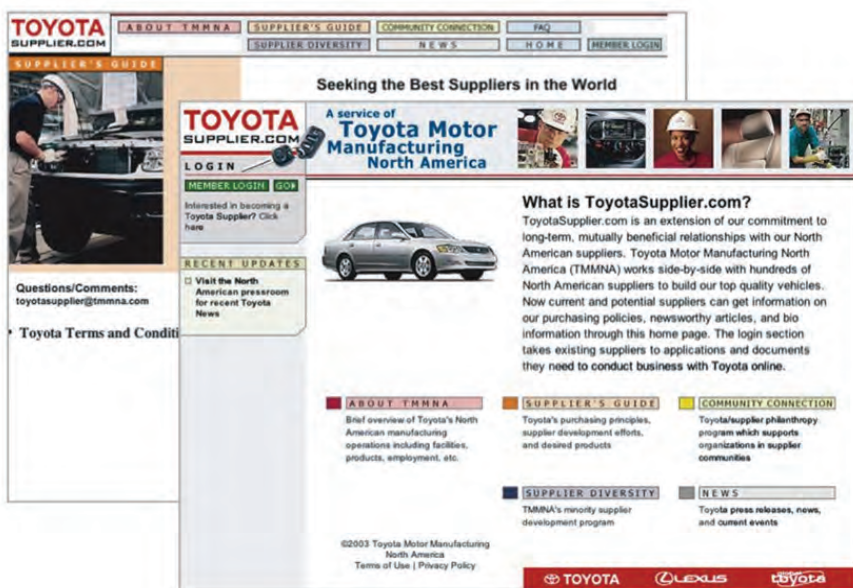 TOYOTA
SUPPLIER.COM
ABOUT TMMNA
SUPPLIER'S GUIDE
COMMUNITY CONNECTION
FAQ
SUPPLIER DIVERSITY
NEWS
HOME
MEMBER LOGIN
SUPPLIER'S GUIDE
Seeking the Best Suppliers in the World
Questions/Comments:
toyotasupplier@tmmna.com
Toyota Terms and Conditi
TOYOTA
SUPPLIER.COM
A service of
Toyota Motor
Manufacturing
North America
LOGIN
MEMBER LOGIN GO
Interested in becoming a
Toyota Supplier? Click
here
RECENT UPDATES
Visit the North
American pressroom
for recent Toyota
News
What is ToyotaSupplier.com?
ToyotaSupplier.com is an extension of our commitment to
long-term, mutually beneficial relationships with our North
American suppliers. Toyota Motor Manufacturing North
America (TMMNA) works side-by-side with hundreds of
North American suppliers to build our top quality vehicles.
Now current and potential suppliers can get information on
our purchasing policies, newsworthy articles, and bio
information through this home page. The login section
takes existing suppliers to applications and documents
they need to conduct business with Toyota online.
ABOUT TMMNA
Brief overview of Toyota's North
American manufacturing
operations including facilities,
products, employment, etc.
SUPPLIER'S GUIDE
Toyota's purchasing principles,
supplier development efforts,
and desired products
COMMUNITY CONNECTION
Toyota/supplier philanthropy
program which supports
organizations in supplier
communities
SUPPLIER DIVERSITY
TMMNA's minority supplier
development program
NEWS
Toyota press releases, news,
and current events
©2003 Toyota Motor Manufacturing
North America
Terms of Use | Privacy Policy
TOYOTA
LEXUS
toyota